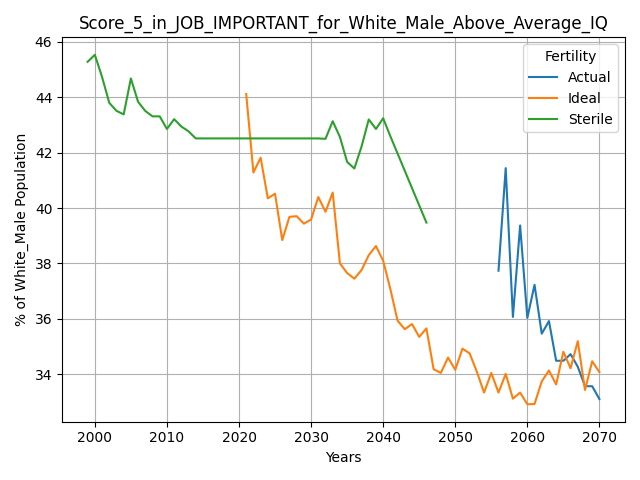 Score_5_in_JOB_IMPORTANT_for_White_Male_Above_Average_IQ
% of White_Male Population
46
44
42
40
38
36
34
Fertility
Actual
Ideal
Sterile
2000 2010 2020 2030 2040 2050 2060 2070
Years